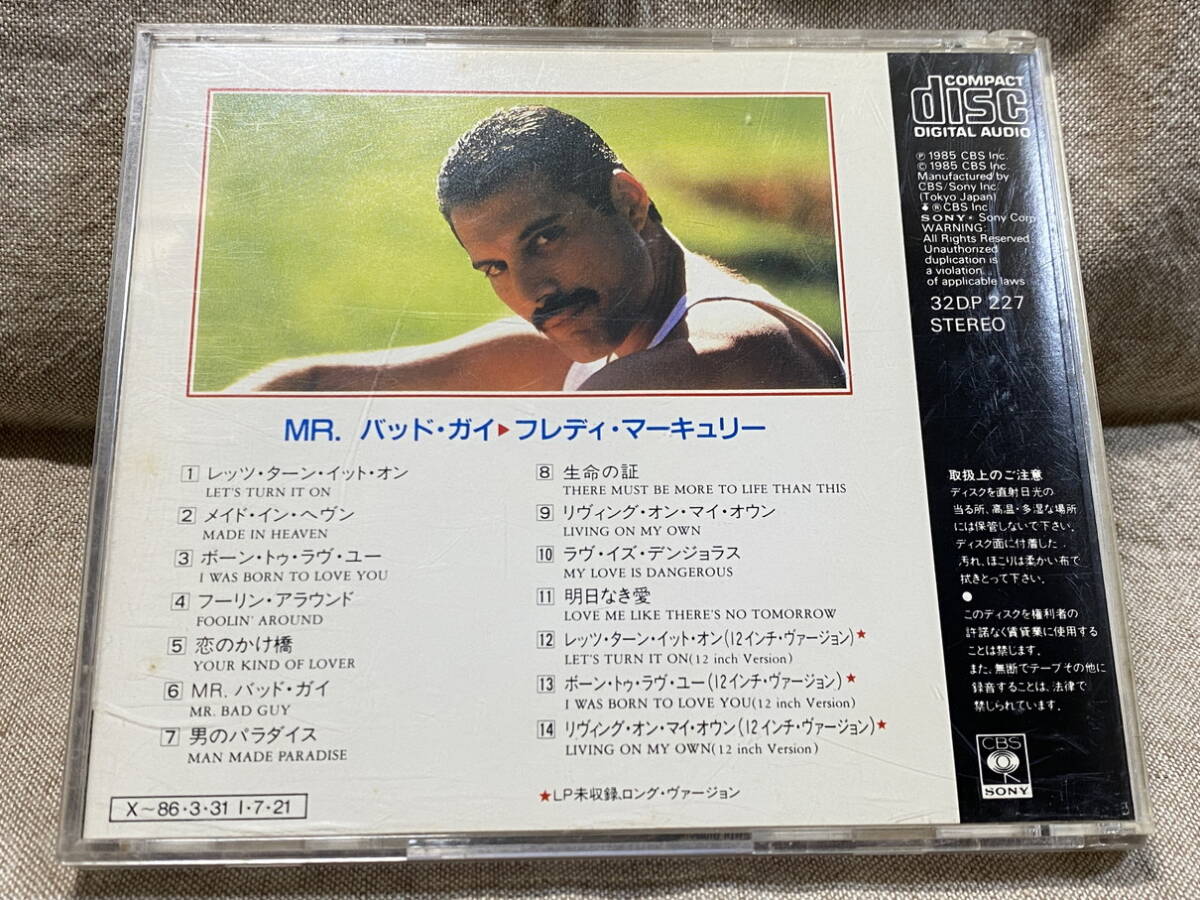 COMPACT
disc
DIGITAL AUDIO
Ⓟ 1985 CBS Inc.
© 1985 CBS Inc.
Manufactured by
CBS/Sony Inc.
(Tokyo Japan)
® CBS Inc.
SONY® Sony Corp
WARNING:
All Rights Reserved.
Unauthorized
duplication is
a violation
of applicable laws
32DP 227
STEREO
MR. バッド・ガイ▶フレディ・マーキュリー
1 レッツ・ターン・イット・オン
LET'S TURN IT ON
2 メイド・イン・ヘヴン
MADE IN HEAVEN
3 ボーン・トゥ・ラヴ・ユー
I WAS BORN TO LOVE YOU
4 フーリン・アラウンド
FOOLIN' AROUND
5 恋のかけ橋
YOUR KIND OF LOVER
6 MR. バッド・ガイ
MR. BAD GUY
7 男のパラダイス
MAN MADE PARADISE
8 生命の証
THERE MUST BE MORE TO LIFE THAN THIS
9 リヴィング・オン・マイ・オウン
LIVING ON MY OWN
10 ラヴ・イズ・デンジョラス
MY LOVE IS DANGEROUS
11 明日なき愛
LOVE ME LIKE THERE'S NO TOMORROW
12 レッツ・ターン・イット・オン(12インチ・ヴァージョン)★
LET'S TURN IT ON(12 inch Version)
13 ボーン・トゥ・ラヴ・ユー(12インチ・ヴァージョン)★
I WAS BORN TO LOVE YOU(12 inch Version)
14 リヴィング・オン・マイ・オウン(12インチ・ヴァージョン)★
LIVING ON MY OWN(12 inch Version)
★LP未収録、ロング・ヴァージョン
X〜86・3・31 I・7・21
取扱上のご注意
ディスクを直射日光の
当る所、高温・多湿な場所
には保管しないで下さい。
ディスク面に付着した
汚れ、ほこりは柔かい布で
拭きとって下さい。
●
このディスクを権利者の
許諾なく賃貸業に使用する
ことは禁じます。
また、無断でテープその他に
録音することは、法律で
禁じられています。
CBS
SONY